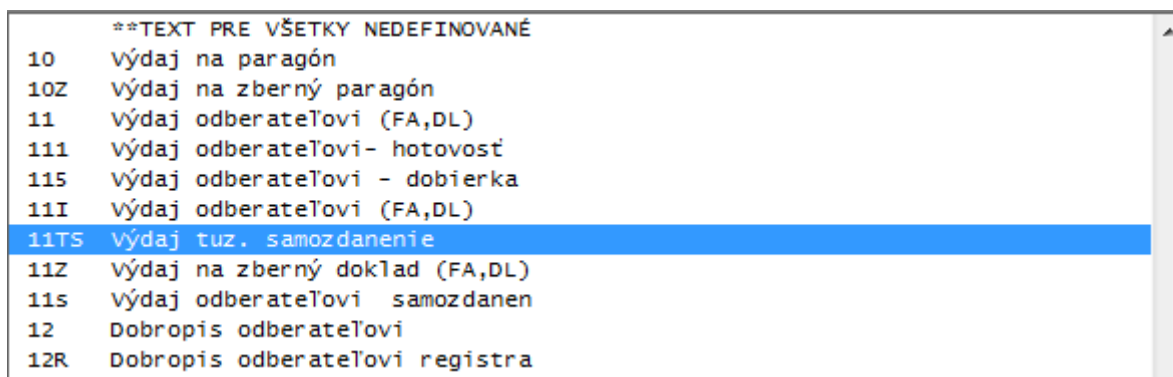 **TEXT PRE VŠETKY NEDEFINOVANÉ
10 Výdaj na paragón
10Z Výdaj na zberný paragón
11 Výdaj odberateľovi (FA,DL)
111 Výdaj odberateľovi- hotovosť
115 Výdaj odberateľovi - dobierka
11I Výdaj odberateľovi (FA,DL)
11TS Výdaj tuz. samozdanenie
11Z Výdaj na zberný doklad (FA,DL)
11s Výdaj odberateľovi  samozdanen
12 Dobropis odberateľovi
12R Dobropis odberateľovi registra